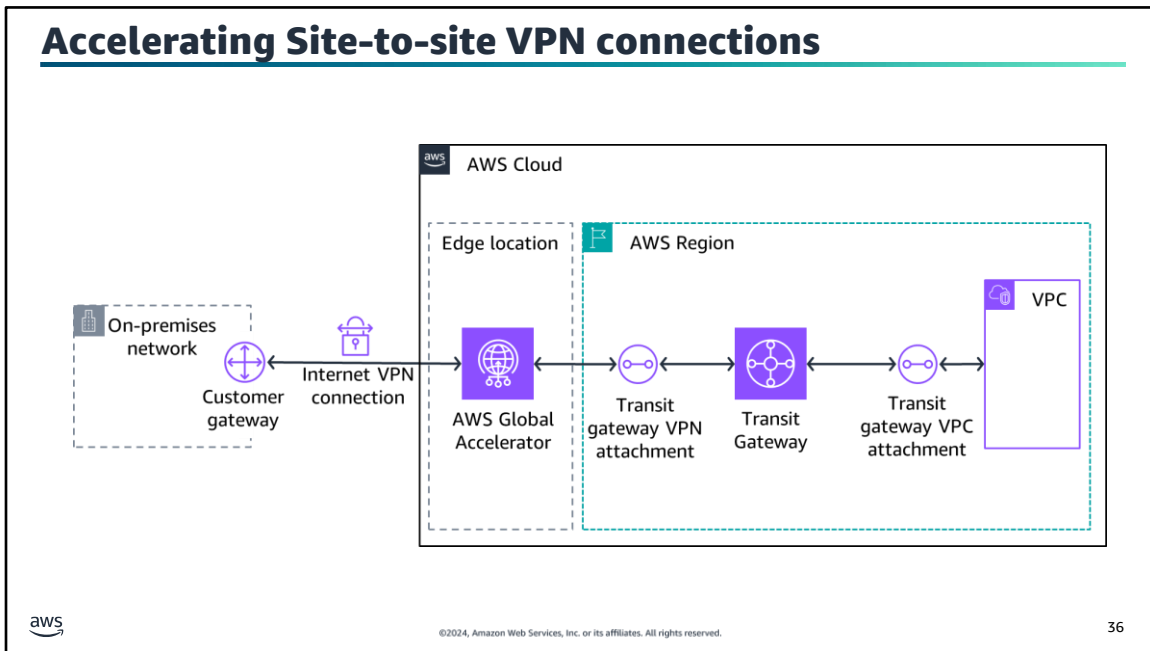 Accelerating Site-to-site VPN connections
aws
AWS Cloud
Edge location
AWS Region
VPC
On-premises
network
Customer
gateway
Internet VPN
connection
AWS Global
Accelerator
Transit
gateway VPN
attachment
Transit
Gateway
Transit
gateway VPC
attachment
aws
©2024, Amazon Web Services, Inc. or its affiliates. All rights reserved.
36